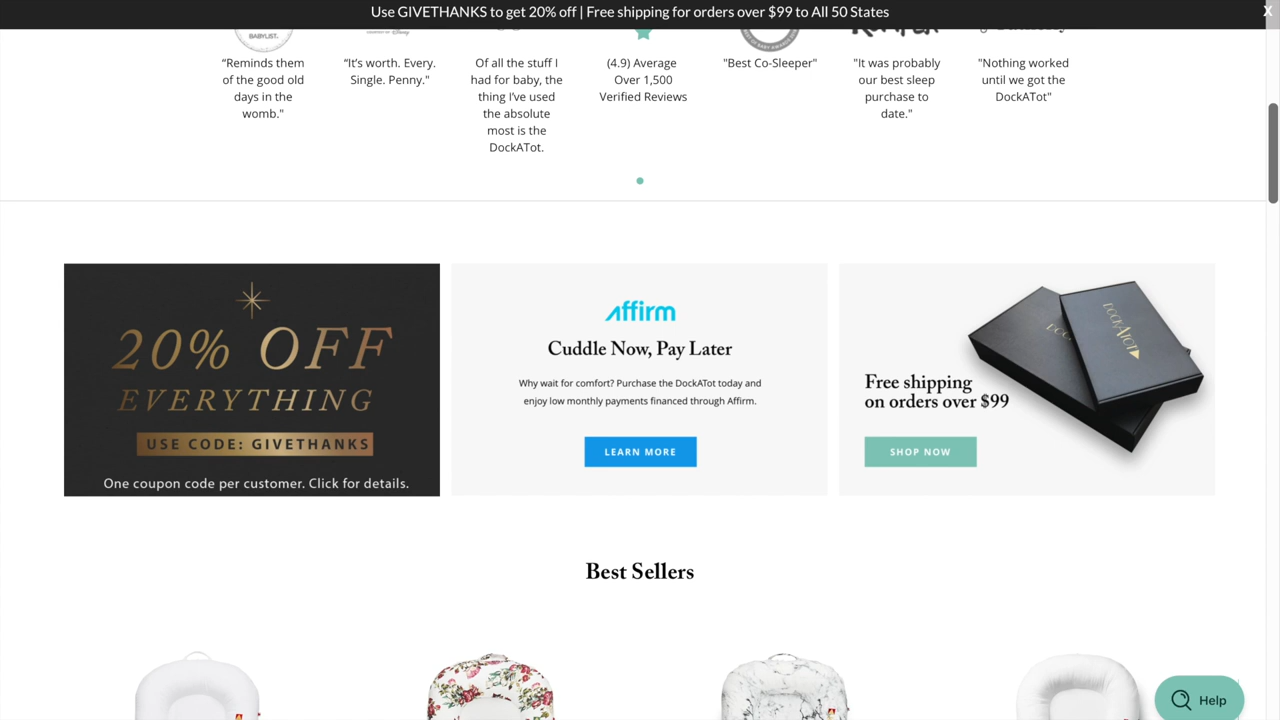 Use GIVETHANKS to get 20% off | Free shipping for orders over $99 to All 50 States
X
BABYLIST.
“Reminds them
of the good old
days in the
womb."
“It’s worth. Every.
Single. Penny."
Of all the stuff I
had for baby, the
thing I’ve used
the absolute
most is the
DockATot.
(4.9) Average
Over 1,500
Verified Reviews
"Best Co-Sleeper"
"It was probably
our best sleep
purchase to
date."
"Nothing worked
until we got the
DockATot"
20% OFF
EVERYTHING
USE CODE: GIVETHANKS
One coupon code per customer. Click for details.
affirm
Cuddle Now, Pay Later
Why wait for comfort? Purchase the DockATot today and
enjoy low monthly payments financed through Affirm.
LEARN MORE
DOCKATOT
Free shipping
on orders over $99
SHOP NOW
Best Sellers
Help